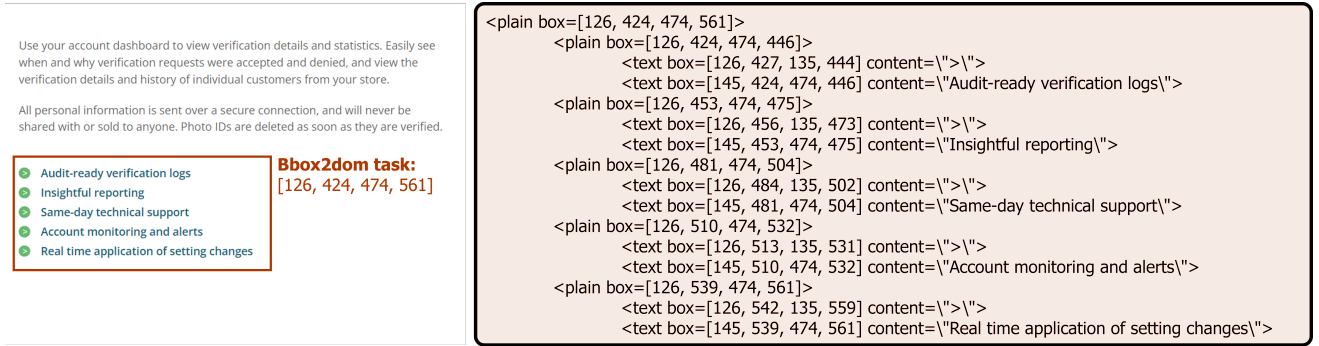 Use your account dashboard to view verification details and statistics. Easily see
when and why verification requests were accepted and denied, and view the
verification details and history of individual customers from your store.
All personal information is sent over a secure connection, and will never be
shared with or sold to anyone. Photo IDs are deleted as soon as they are verified.
> Audit-ready verification logs
> Insightful reporting
> Same-day technical support
> Account monitoring and alerts
> Real time application of setting changes
Bbox2dom task:
[126, 424, 474, 561]
<plain box=[126, 424, 474, 561]>
<plain box=[126, 424, 474, 446]>
<text box=[126, 427, 135, 444] content=\">\">
<text box=[145, 424, 474, 446] content=\"Audit-ready verification logs\">
<plain box=[126, 453, 474, 475]>
<text box=[126, 456, 135, 473] content=\">\">
<text box=[145, 453, 474, 475] content=\"Insightful reporting\">
<plain box=[126, 481, 474, 504]>
<text box=[126, 484, 135, 502] content=\">\">
<text box=[145, 481, 474, 504] content=\"Same-day technical support\">
<plain box=[126, 510, 474, 532]>
<text box=[126, 513, 135, 531] content=\">\">
<text box=[145, 510, 474, 532] content=\"Account monitoring and alerts\">
<plain box=[126, 539, 474, 561]>
<text box=[126, 542, 135, 559] content=\">\">
<text box=[145, 539, 474, 561] content=\"Real time application of setting changes\">